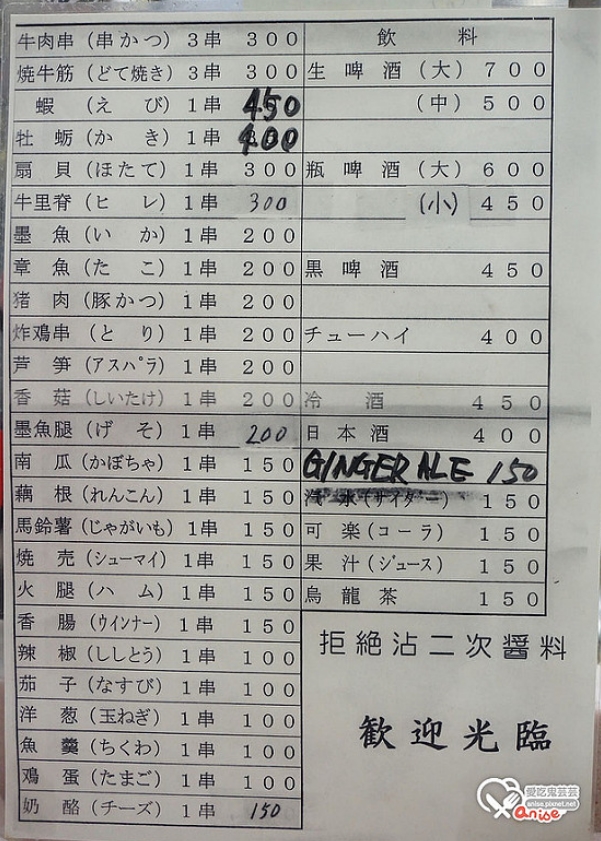 牛肉串(串かつ) 3串 300
焼牛筋(どて焼き) 3串 300
蝦(えび) 1串 450
牡蛎(かき) 1串 400
扇貝(ほたて) 1串 300
牛里脊(ヒレ) 1串 300
墨魚(いか) 1串 200
章魚(たこ) 1串 200
猪肉(豚かつ) 1串 200
炸鶏串(とり) 1串 200
芦笋(アスパラ) 1串 200
香菇(しいたけ) 1串 200
墨魚腿(げそ) 1串 200
南瓜(かぼちゃ) 1串 150
藕根(れんこん) 1串 150
馬鈴薯(じゃがいも) 1串 150
焼売(シューマイ) 1串 150
火腿(ハム) 1串 150
香腸(ウインナー) 1串 150
辣椒(ししとう) 1串 100
茄子(なすび) 1串 100
洋葱(玉ねぎ) 1串 100
魚羹(ちくわ) 1串 100
鶏蛋(たまご) 1串 100
奶酪(チーズ) 1串 150
飲料
生啤酒(大) 700
(中) 500
瓶啤酒(大) 600
(小) 450
黒啤酒 450
チューハイ 400
冷酒 450
日本酒 400
GINGER ALE 150
汽水(サイダー) 150
可楽(コーラ) 150
果汁(ジュース) 150
烏龍茶 150
拒絶沾二次醤料
歓迎光臨
愛吃鬼芸芸
anise.pixnet.net
anise